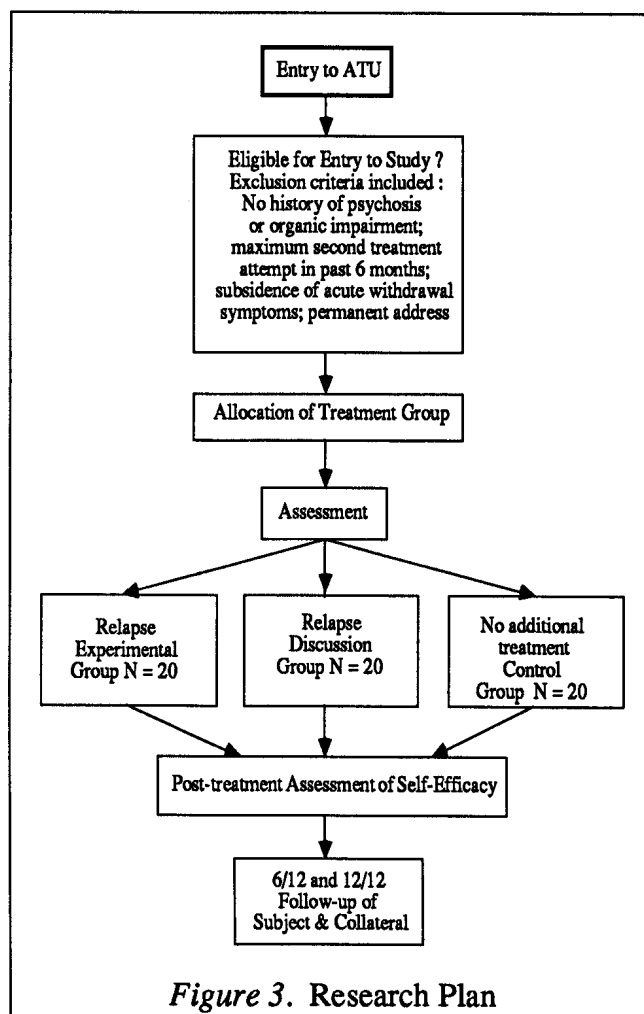 Entry to ATU
Eligible for Entry to Study ?
Exclusion criteria included :
No history of psychosis
or organic impairment;
maximum second treatment
attempt in past 6 months;
subsidence of acute withdrawal
symptoms; permanent address
Allocation of Treatment Group
Assessment
Relapse
Experimental
Group N = 20
Relapse
Discussion
Group N = 20
No additional
treatment
Control
Group N = 20
Post-treatment Assessment of Self-Efficacy
6/12 and 12/12
Follow-up of
Subject & Collateral
Figure 3. Research Plan